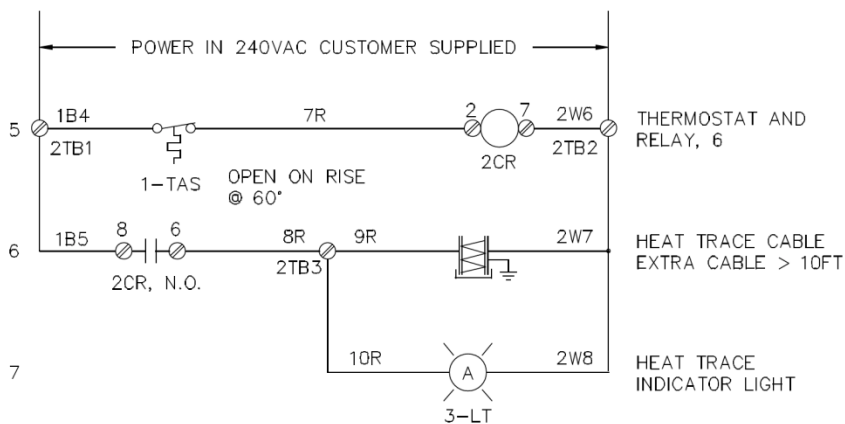 POWER IN 240VAC CUSTOMER SUPPLIED
5
1B4
2TB1
1-TAS
OPEN ON RISE
@ 60°
7R
2
7
2CR
2W6
2TB2
THERMOSTAT AND
RELAY, 6
6
1B5
8
6
2CR, N.O.
8R
2TB3
9R
2W7
HEAT TRACE CABLE
EXTRA CABLE > 10FT
7
10R
A
3-LT
2W8
HEAT TRACE
INDICATOR LIGHT